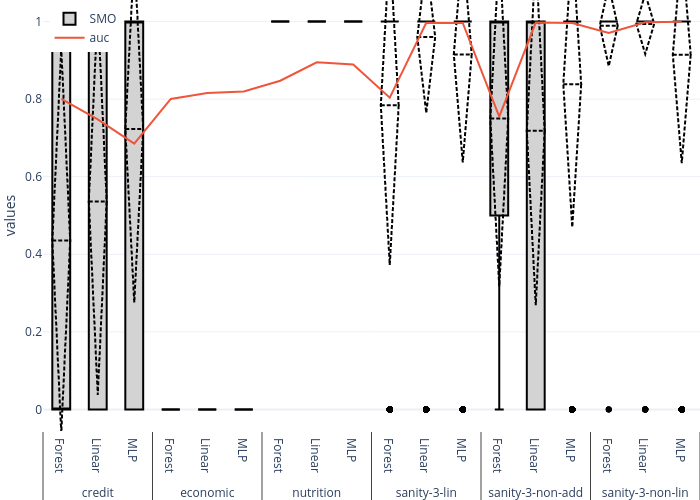 SMO
auc
values
1
0.8
0.6
0.4
0.2
0
Forest
Linear
MLP
Forest
Linear
MLP
Forest
Linear
MLP
Forest
Linear
MLP
Forest
Linear
MLP
Forest
Linear
MLP
credit
economic
nutrition
sanity-3-lin
sanity-3-non-add
sanity-3-non-lin